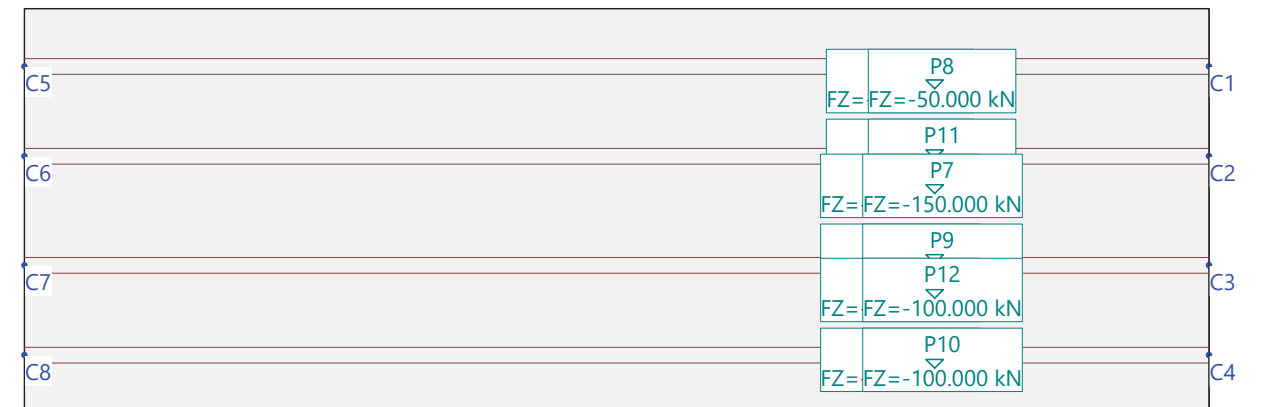 P8
FZ=
FZ=-50.000 kN
C5
C1
P11
C6
C2
P7
FZ=
FZ=-150.000 kN
P9
C7
C3
P12
FZ=
FZ=-100.000 kN
P10
C8
C4
FZ=
FZ=-100.000 kN